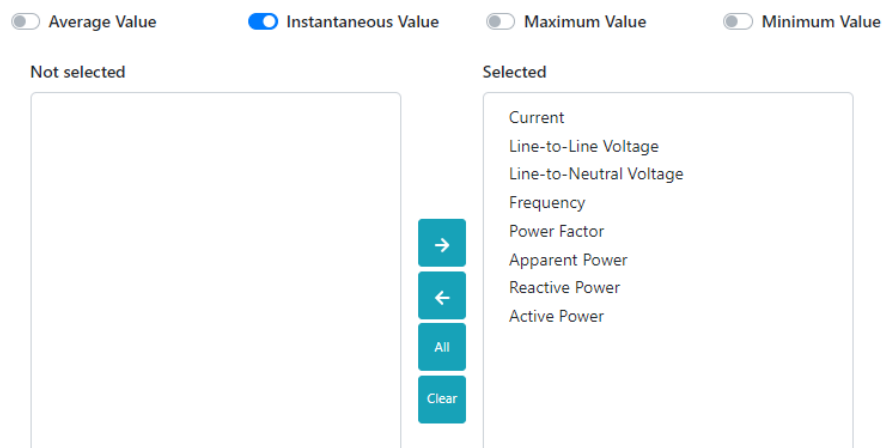 Average Value Instantaneous Value Maximum Value Minimum Value
Not selected
Selected
Current
Line-to-Line Voltage
Line-to-Neutral Voltage
Frequency
Power Factor
Apparent Power
Reactive Power
Active Power
All
Clear